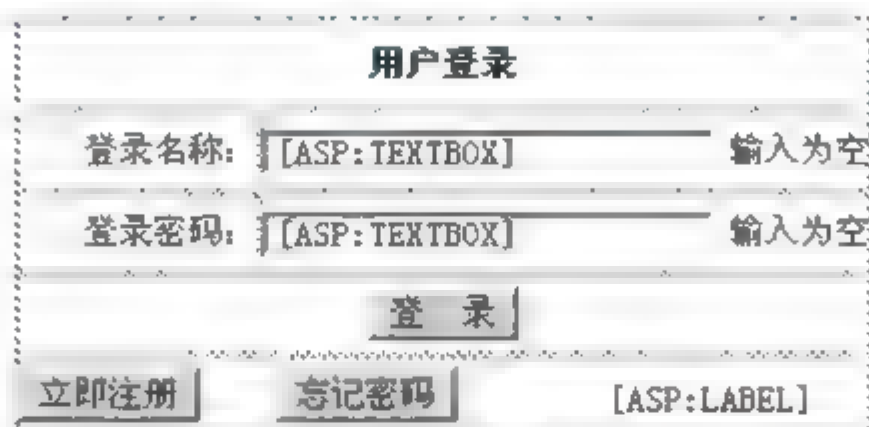 用户登录
登录名称: [ASP:TEXTBOX] 输入为空
登录密码: [ASP:TEXTBOX] 输入为空
登 录
立即注册 忘记密码 [ASP:LABEL]